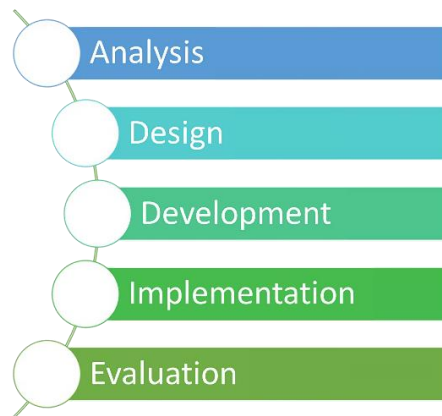 Analysis
Design
Development
Implementation
Evaluation